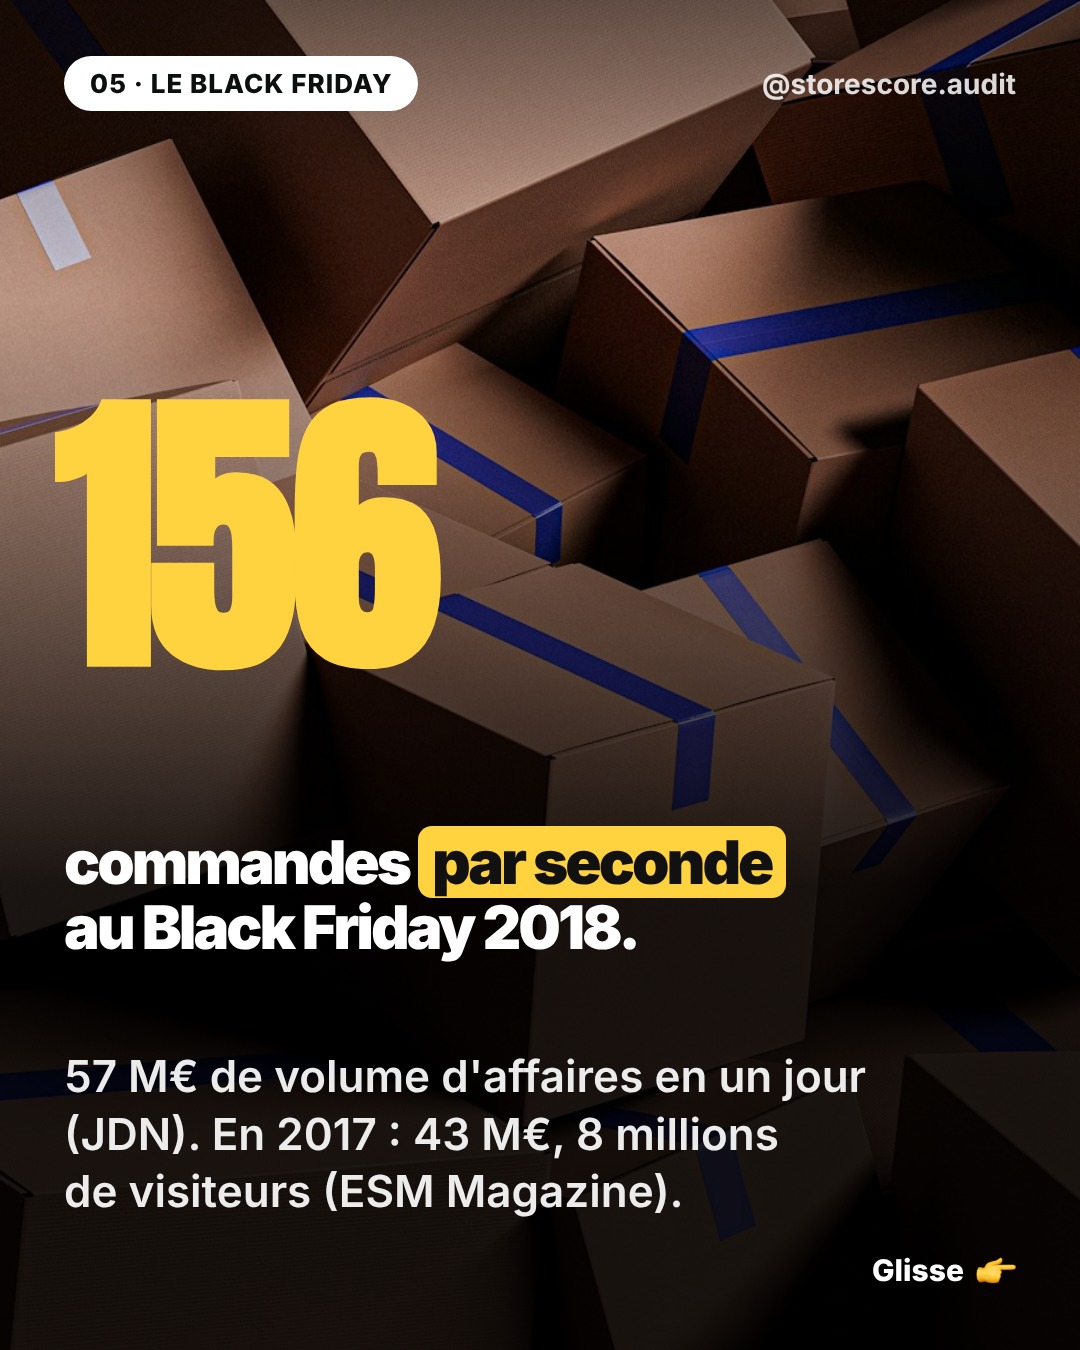 05 · LE BLACK FRIDAY
@storescore.audit
156
commandes par seconde
au Black Friday 2018.
57 M€ de volume d'affaires en un jour
(JDN). En 2017 : 43 M€, 8 millions
de visiteurs (ESM Magazine).
Glisse 👉